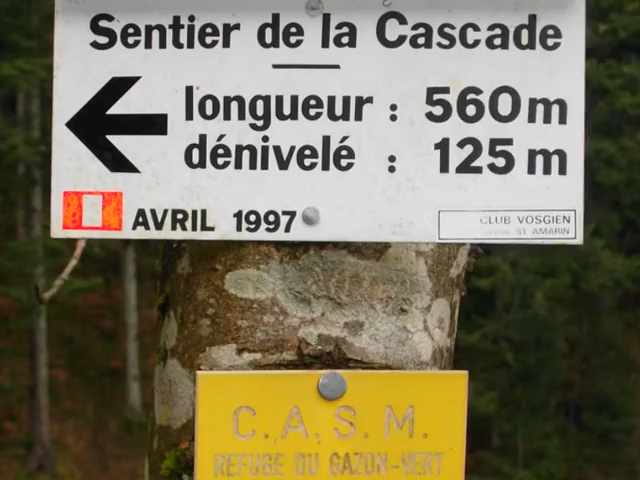 Sentier de la Cascade
longueur : 560m
dénivelé : 125m
AVRIL 1997
CLUB VOSGIEN
ST AMARIN
C.A.S.M.
REFUGE DU GAZON-VERT